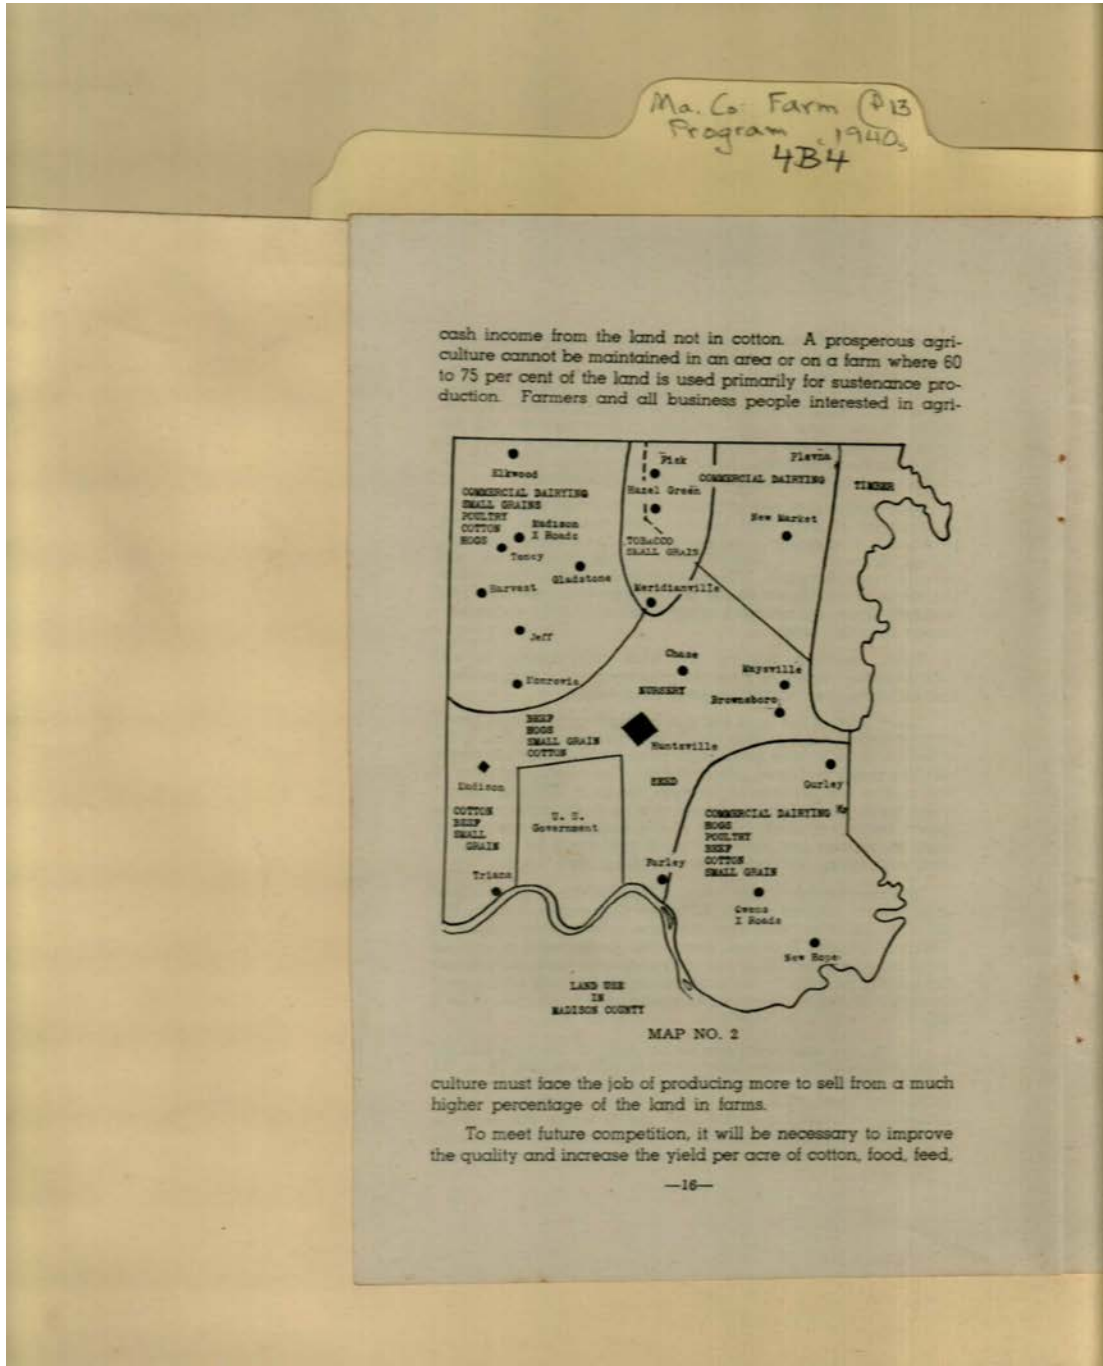 Ma. Co. Farm P13
Program c.1940s
4B4
cash income from the land not in cotton. A prosperous agri-
culture cannot be maintained in an area or on a farm where 60
to 75 per cent of the land is used primarily for sustenance pro-
duction. Farmers and all business people interested in agri-
Elkwood
COMMERCIAL DAIRYING
SMALL GRAINS
POULTRY
COTTON
HOGS
Madison
X Roads
Toney
Gladstone
Harvest
Jeff
Monrovia
Fisk
Hazel Green
TOBACCO
SMALL GRAIN
Meridianville
Plevna
COMMERCIAL DAIRYING
New Market
TIMBER
Chase
NURSERY
Maysville
Brownsboro
BEEF
HOGS
SMALL GRAIN
COTTON
Huntsville
SEED
Madison
COTTON
BEEF
SMALL
GRAIN
Triana
U. S.
Government
Farley
Gurley
COMMERCIAL DAIRYING
HOGS
POULTRY
BEEF
COTTON
SMALL GRAIN
Owens
X Roads
New Hope
LAND USE
IN
MADISON COUNTY
MAP NO. 2
culture must face the job of producing more to sell from a much
higher percentage of the land in farms.
To meet future competition, it will be necessary to improve
the quality and increase the yield per acre of cotton, food, feed,
—16—